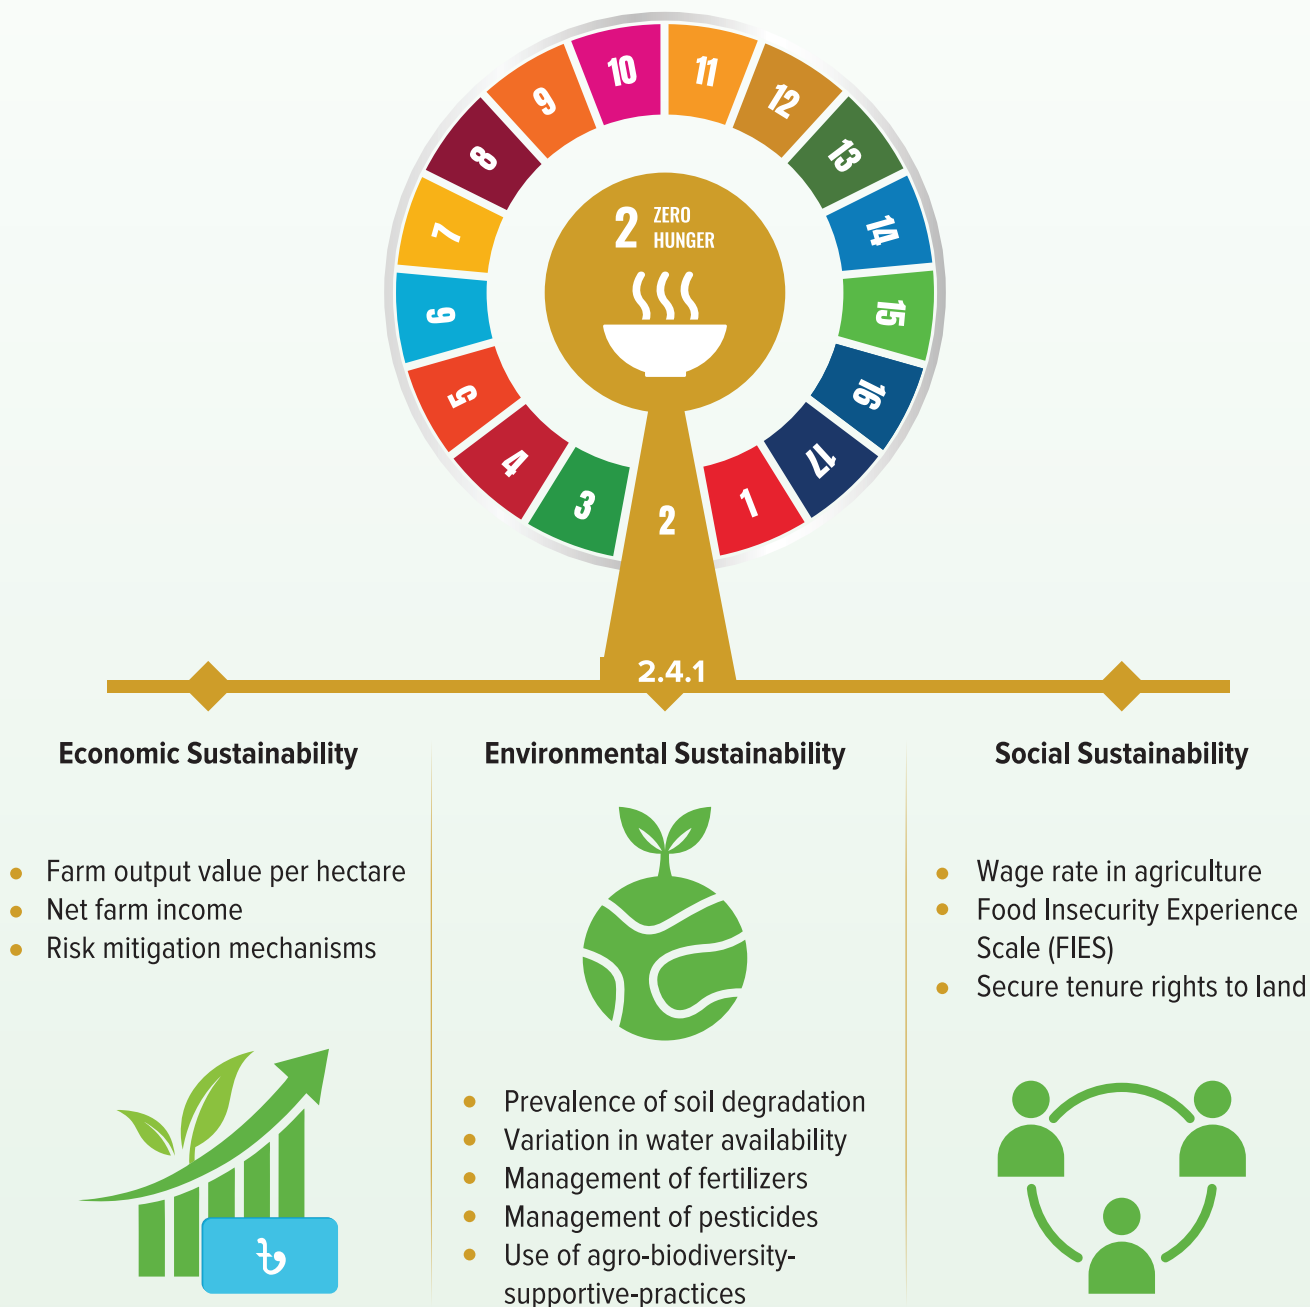 10
11
9
12
8
13
7
14
6
15
5
16
4
17
3
2
1
2 ZERO
HUNGER
2.4.1
Economic Sustainability
Farm output value per hectare
Net farm income
Risk mitigation mechanisms
৳
Environmental Sustainability
Prevalence of soil degradation
Variation in water availability
Management of fertilizers
Management of pesticides
Use of agro-biodiversity-
supportive-practices
Social Sustainability
Wage rate in agriculture
Food Insecurity Experience
Scale (FIES)
Secure tenure rights to land